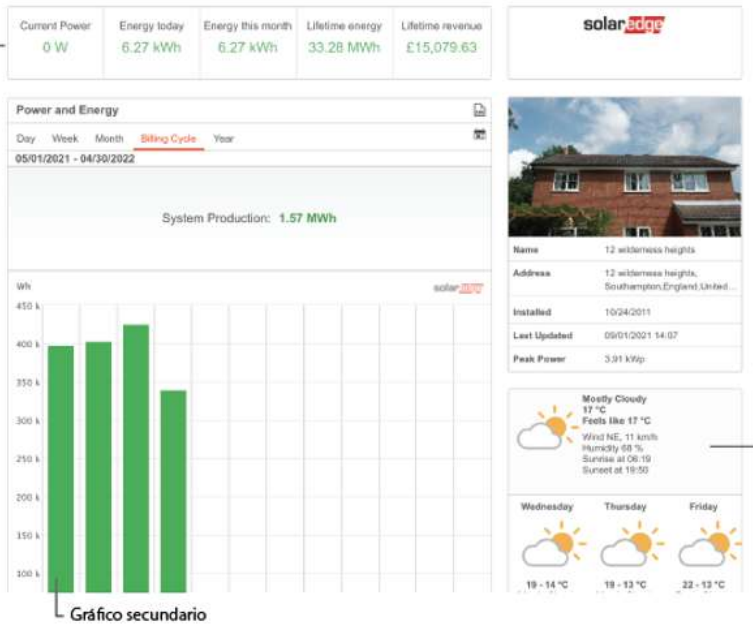 Current Power Energy today Energy this month Lifetime energy Lifetime revenue
0 W 6.27 kWh 6.27 kWh 33.28 MWh £15,079.63
solaredge
Power and Energy
Day Week Month Billing Cycle Year
05/01/2021 - 04/30/2022
System Production: 1.57 MWh
Wh
solar
450 k
400 k
350 k
300 k
250 k
200 k
150 k
100 k
Gráfico secundario
Name 12 wilderness heights
Address 12 wilderness heights,
Southampton,England,United...
Installed 10/24/2011
Last Updated 09/01/2021 14:07
Peak Power 3.91 kWp
Mostly Cloudy
17 °C
Feels like 17 °C
Wind NE, 11 km/h
Humidity 68 %
Sunrise at 06:19
Sunset at 19:50
Wednesday Thursday Friday
19 - 14 °C 19 - 13 °C 22 - 13 °C